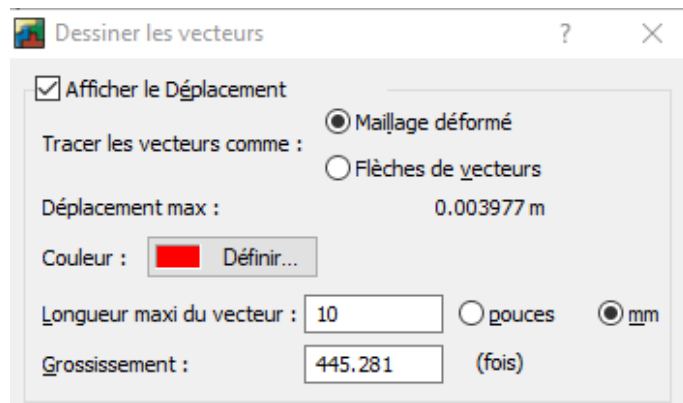 Dessiner les vecteurs ?
Afficher le Déplacement
Tracer les vecteurs comme :
Maillage déformé
Flèches de vecteurs
Déplacement max : 0.003977 m
Couleur : Définir...
Longueur maxi du vecteur : 10 pouces mm
Grossissement : 445.281 (fois)